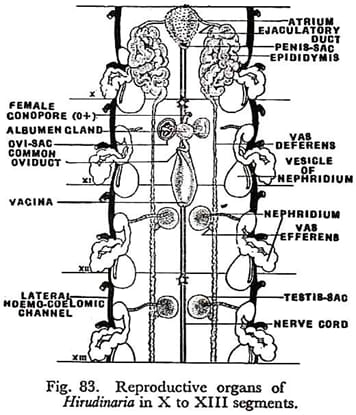 ATRIUM
EJACULATORY
DUCT
PENIS-SAC
EPIDIDYMIS
X
FEMALE
GONOPORE (O+)
ALBUMEN GLAND
OVI-SAC
COMMON
OVIDUCT
VAS
DEFERENS
VESICLE
OF
NEPHRIDIUM
XI
VAGINA
NEPHRIDIUM
VAS
EFFERENS
XII
LATERAL
HOEMO-COELOMIC
CHANNEL
TESTIS-SAC
NERVE CORD
XIII
Fig. 83. Reproductive organs of
Hirudinaria in X to XIII segments.